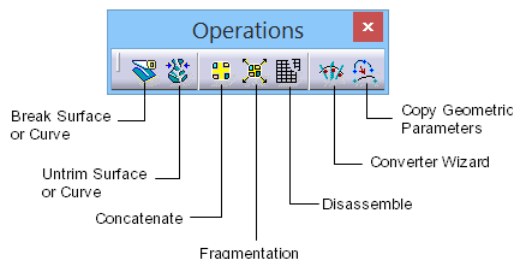 Operations
x
Break Surface
or Curve
Untrim Surface
or Curve
Concatenate
Fragmentation
Disassemble
Converter Wizard
Copy Geometric
Parameters